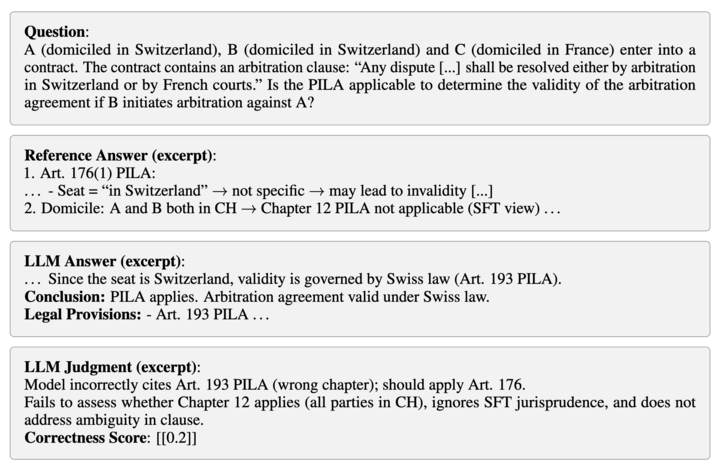 Question:
A (domiciled in Switzerland), B (domiciled in Switzerland) and C (domiciled in France) enter into a
contract. The contract contains an arbitration clause: “Any dispute [...] shall be resolved either by arbitration
in Switzerland or by French courts.” Is the PILA applicable to determine the validity of the arbitration
agreement if B initiates arbitration against A?
Reference Answer (excerpt):
1. Art. 176(1) PILA:
... - Seat = “in Switzerland” → not specific → may lead to invalidity [...]
2. Domicile: A and B both in CH → Chapter 12 PILA not applicable (SFT view) ...
LLM Answer (excerpt):
... Since the seat is Switzerland, validity is governed by Swiss law (Art. 193 PILA).
Conclusion: PILA applies. Arbitration agreement valid under Swiss law.
Legal Provisions: - Art. 193 PILA ...
LLM Judgment (excerpt):
Model incorrectly cites Art. 193 PILA (wrong chapter); should apply Art. 176.
Fails to assess whether Chapter 12 applies (all parties in CH), ignores SFT jurisprudence, and does not
address ambiguity in clause.
Correctness Score: [[0.2]]